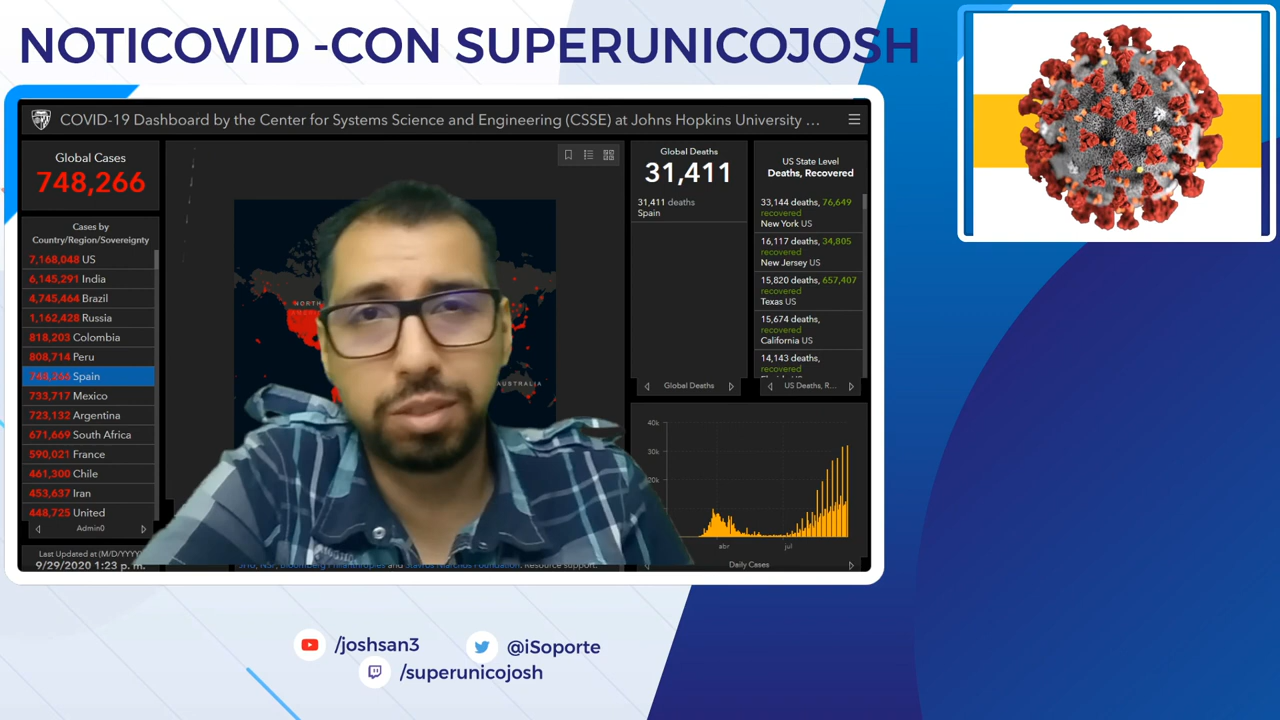 NOTICOVID -CON SUPERUNICOJOSH
COVID-19 Dashboard by the Center for Systems Science and Engineering (CSSE) at Johns Hopkins University ...
Global Cases
748,266
Cases by
Country/Region/Sovereignty
7,168,048 US
6,145,291 India
4,745,464 Brazil
1,162,428 Russia
818,203 Colombia
808,714 Peru
748,266 Spain
733,717 Mexico
723,132 Argentina
671,669 South Africa
590,021 France
461,300 Chile
453,637 Iran
448,725 United
Admin0
Last Updated at (M/D/YYYY
9/29/2020 1:23 p. m.
NORTH
AUSTRALIA
Global Deaths
31,411
31,411 deaths
Spain
Global Deaths
US State Level
Deaths, Recovered
33,144 deaths, 76,649
recovered
New York US
16,117 deaths, 34,805
recovered
New Jersey US
15,820 deaths, 657,407
recovered
Texas US
15,674 deaths,
recovered
California US
14,143 deaths,
recovered
US Deaths, R...
40k
30k
20k
abr
jul
Daily Cases
/joshsan3
@iSoporte
/superunicojosh